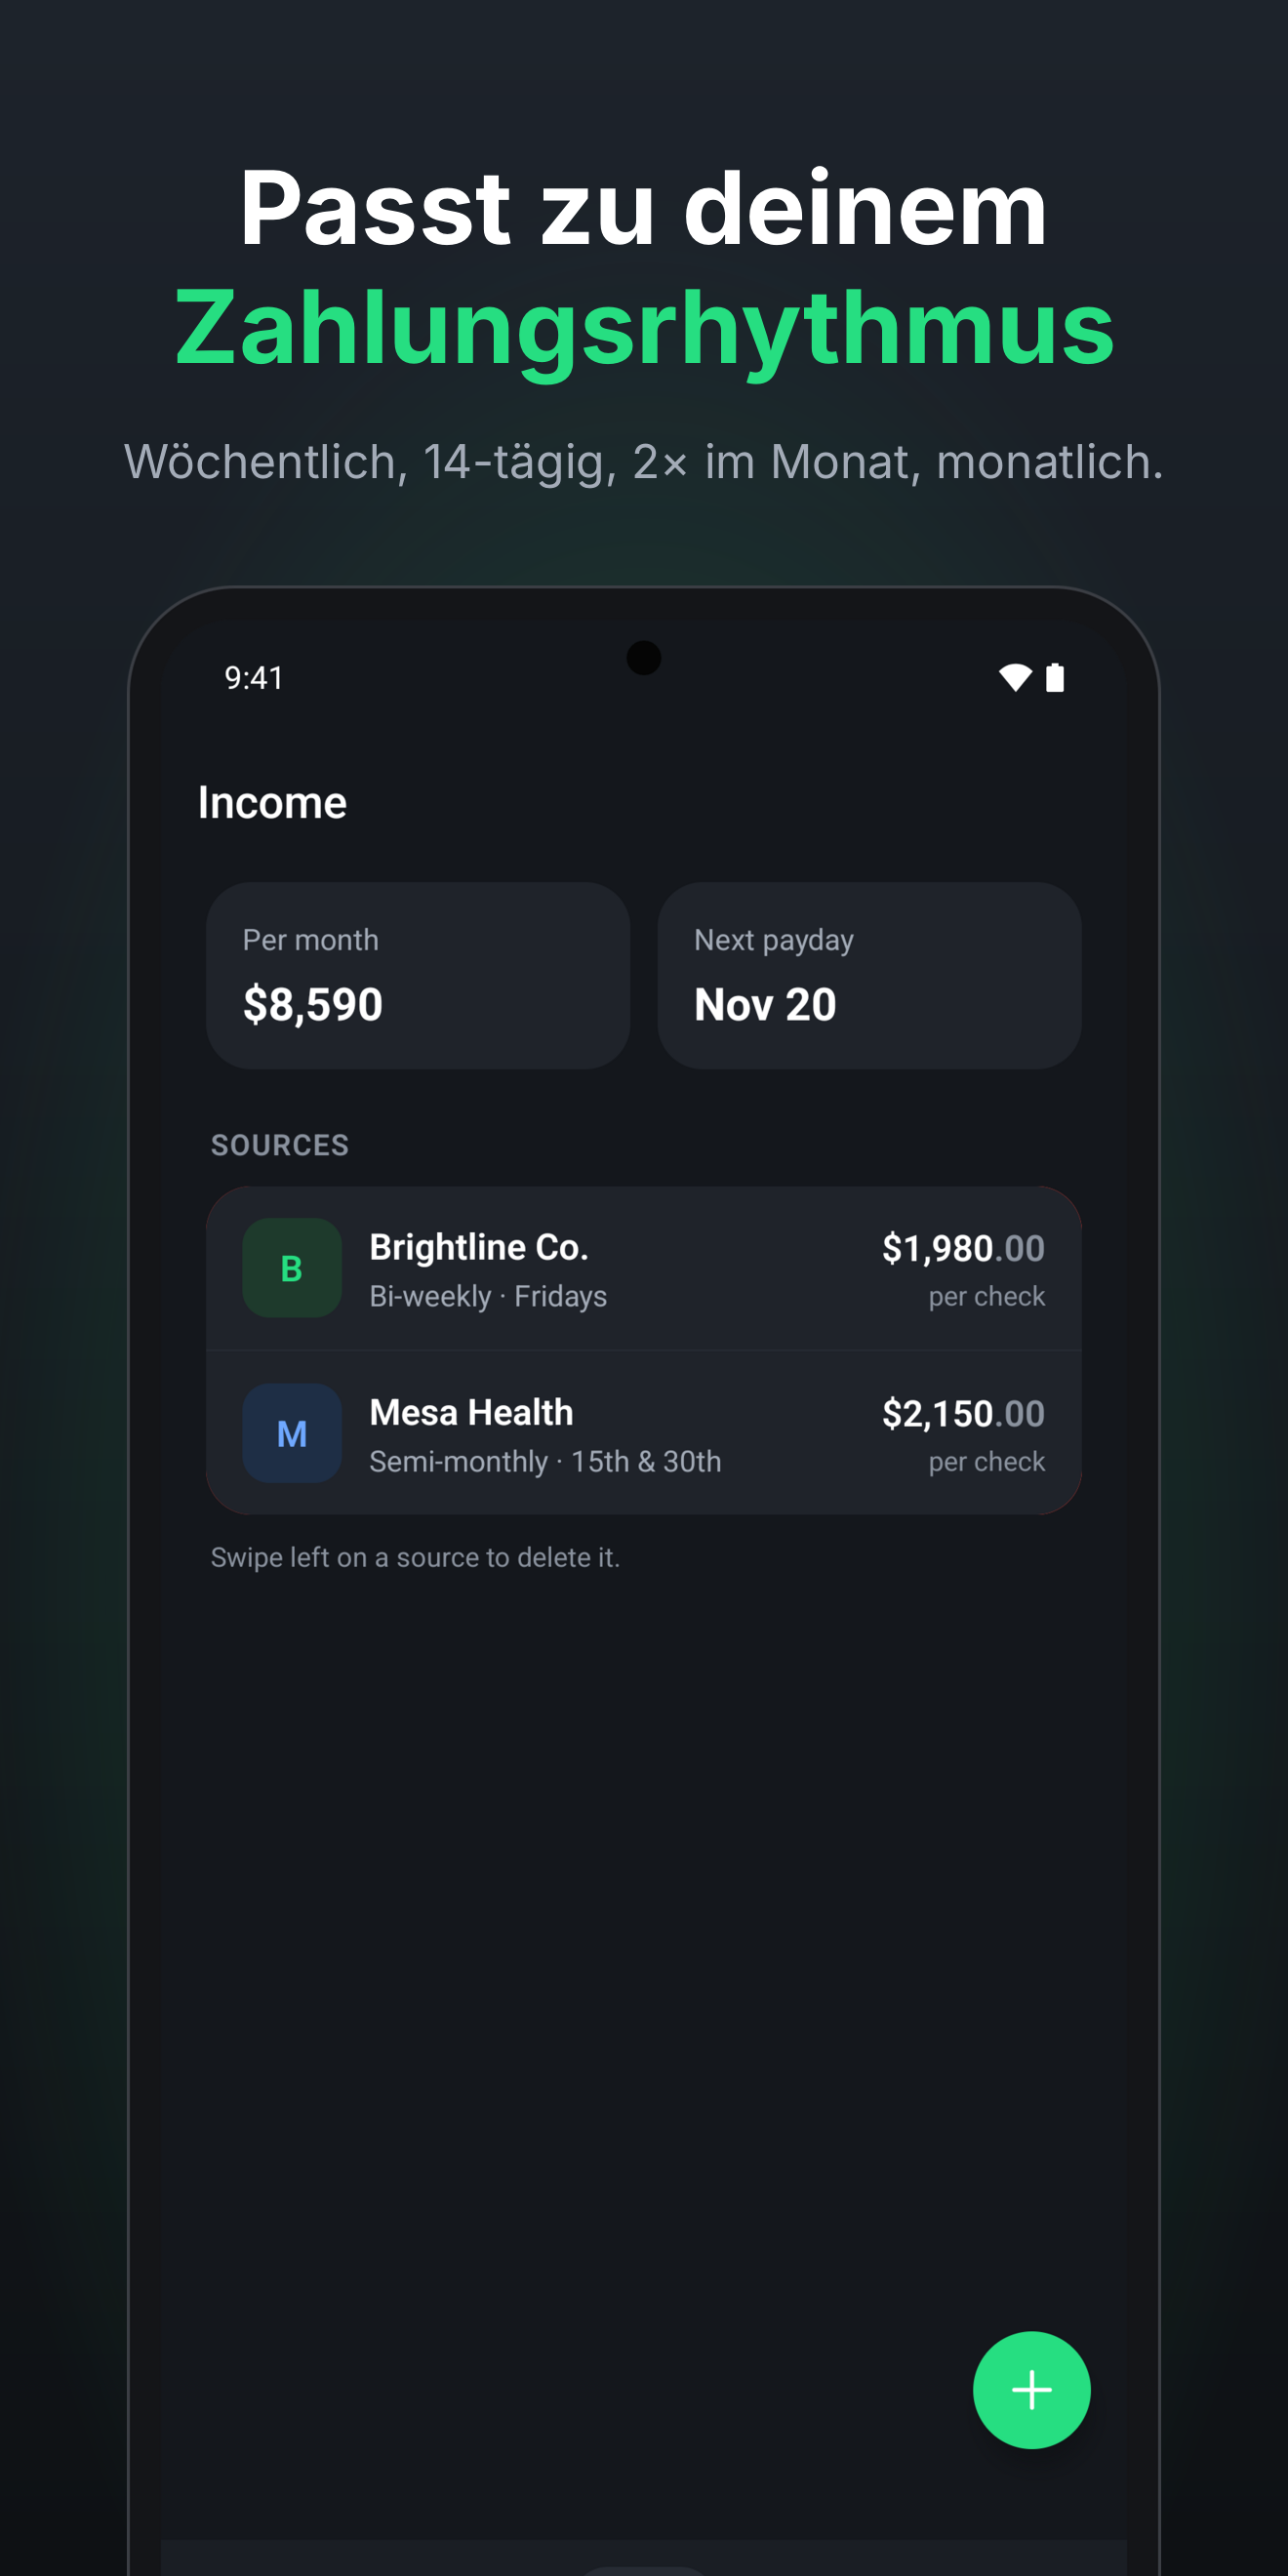 Passt zu deinem
Zahlungsrhythmus
Wöchentlich, 14-tägig, 2× im Monat, monatlich.
9:41
Income
Per month
$8,590
Next payday
Nov 20
SOURCES
B
Brightline Co.
$1,980.00
Bi-weekly · Fridays
per check
M
Mesa Health
$2,150.00
Semi-monthly · 15th & 30th
per check
Swipe left on a source to delete it.